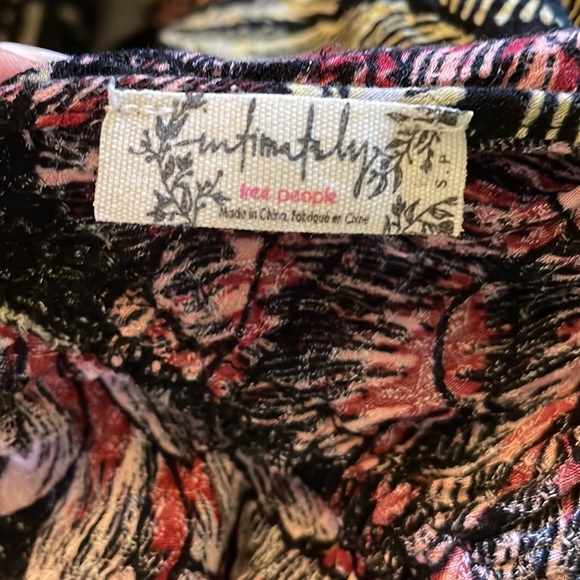 intimately
free people
Made in China, Fabriqué en Chine
S.P